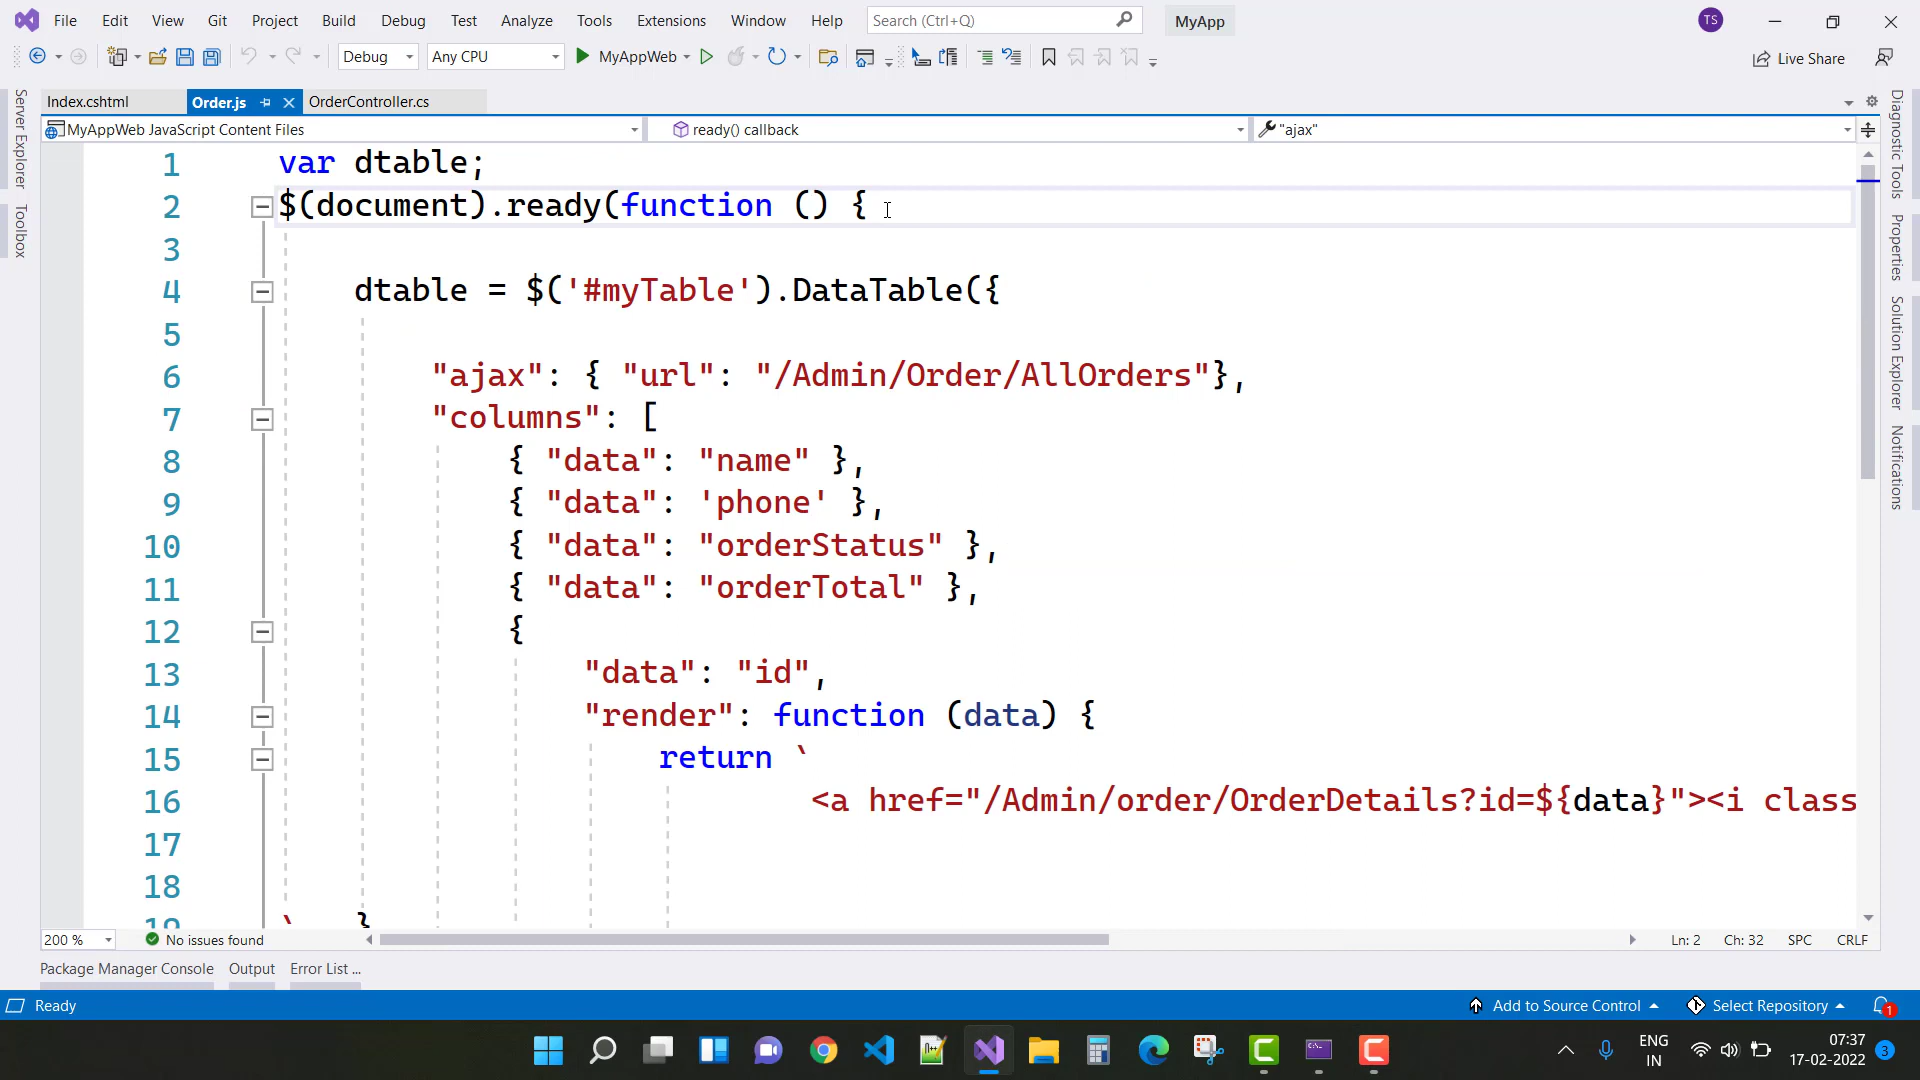 File Edit View Git Project Build Debug Test Analyze Tools Extensions Window Help Search (Ctrl+Q) MyApp TS
Debug Any CPU MyAppWeb Live Share
Index.cshtml Order.js OrderController.cs
MyAppWeb JavaScript Content Files ready() callback "ajax"
Server Explorer
Toolbox
Diagnostic Tools
Properties
Solution Explorer
Notifications
1 var dtable;
2 $(document).ready(function () {
3
4 dtable = $('#myTable').DataTable({
5
6 "ajax": { "url": "/Admin/Order/AllOrders"},
7 "columns": [
8 { "data": "name" },
9 { "data": 'phone' },
10 { "data": "orderStatus" },
11 { "data": "orderTotal" },
12 {
13 "data": "id",
14 "render": function (data) {
15 return `
16 <a href="/Admin/order/OrderDetails?id=${data}"><i class
17
18
19 ` }
200 % No issues found Ln: 2 Ch: 32 SPC CRLF
Package Manager Console Output Error List ...
Ready Add to Source Control Select Repository 1
ENG
IN
07:37
17-02-2022
3